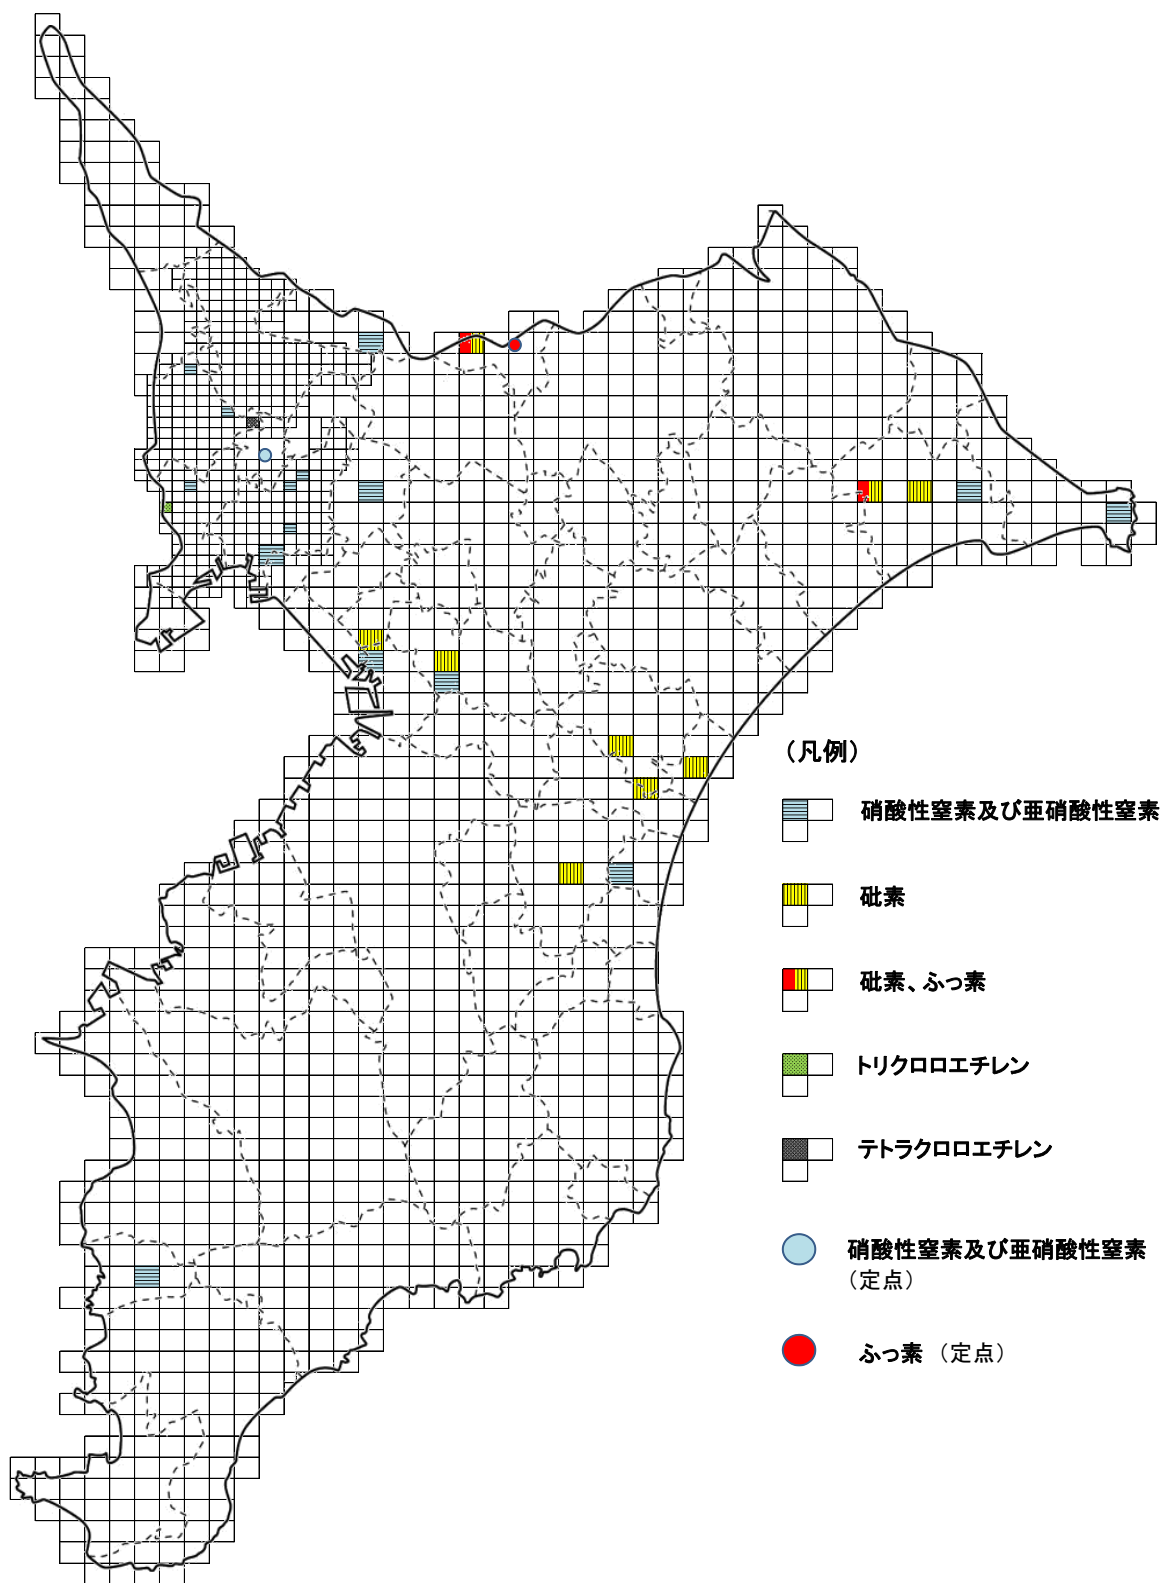 （凡例）
硝酸性窒素及び亜硝酸性窒素
砒素
砒素、ふっ素
トリクロロエチレン
テトラクロロエチレン
硝酸性窒素及び亜硝酸性窒素
（定点）
ふっ素（定点）